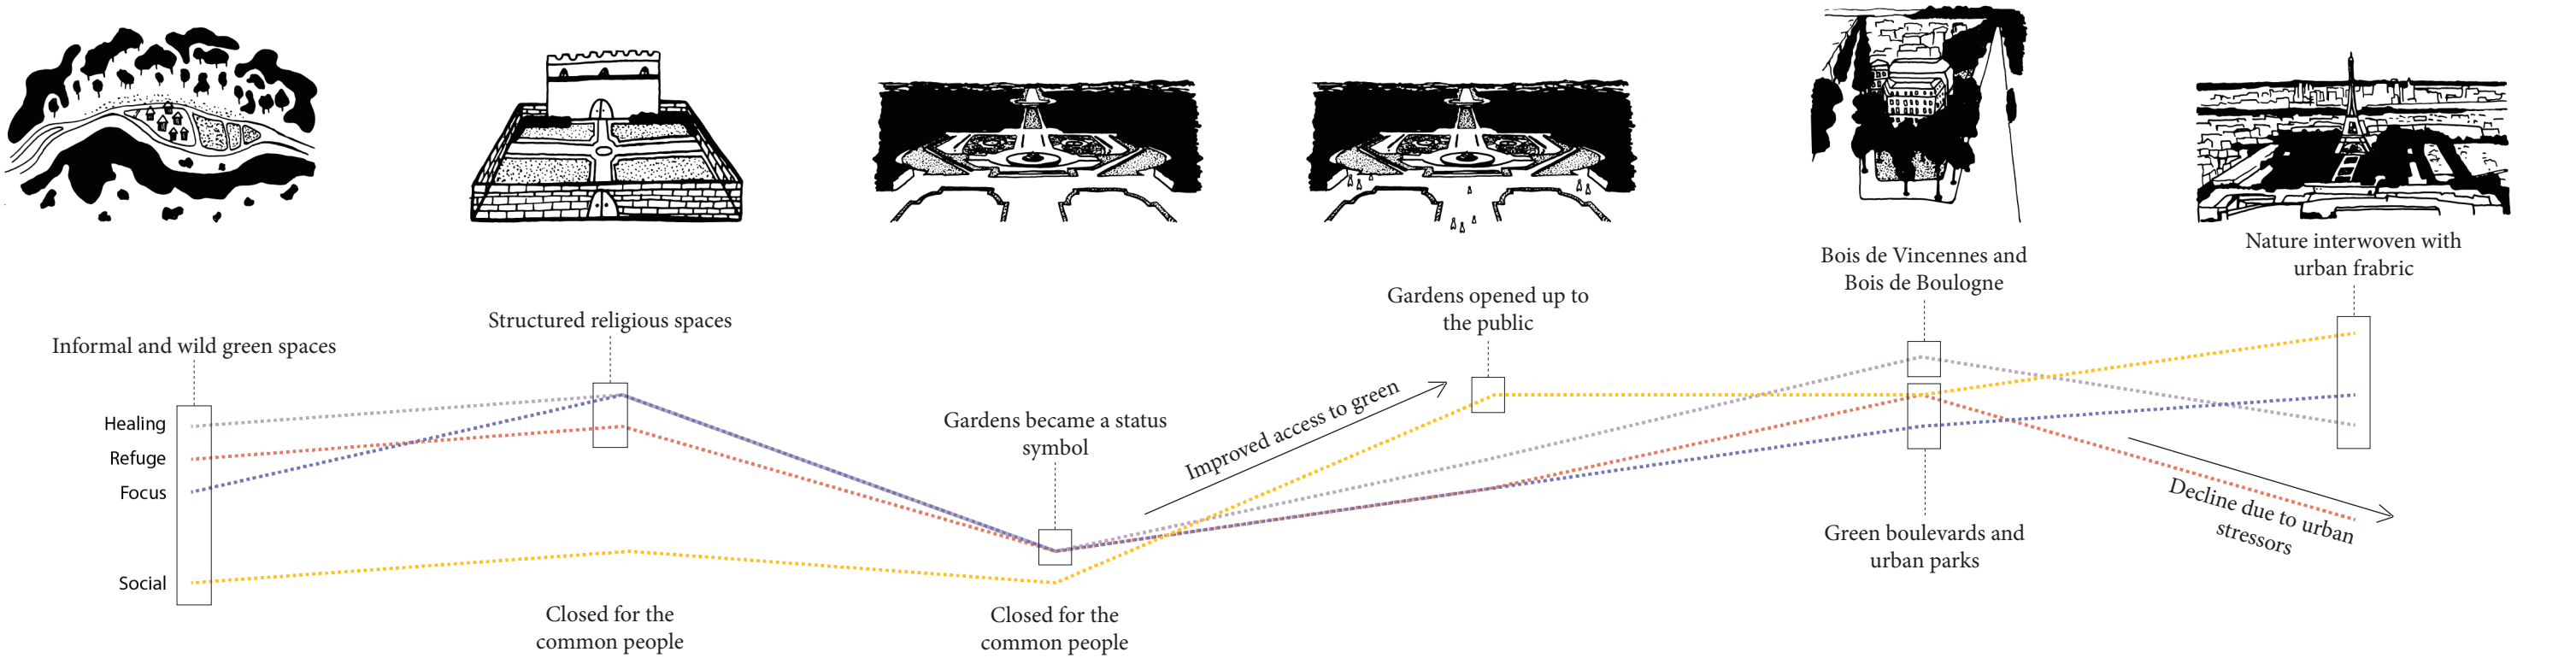 Informal and wild green spaces
Healing
Refuge
Focus
Social
Structured religious spaces
Closed for the
common people
Gardens became a status
symbol
Closed for the
common people
Improved access to green
Gardens opened up to
the public
Bois de Vincennes and
Bois de Boulogne
Green boulevards and
urban parks
Nature interwoven with
urban frabric
Decline due to urban
stressors